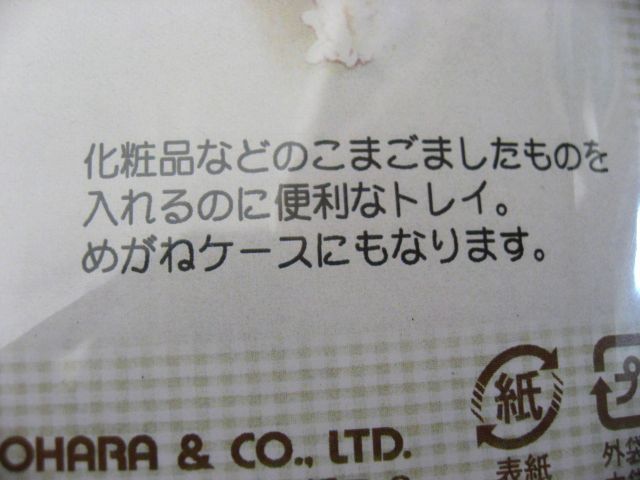 化粧品などのこまごましたものを
入れるのに便利なトレイ。
めがねケースにもなります。
紙
プ
OHARA & CO., LTD.
表紙
外袋